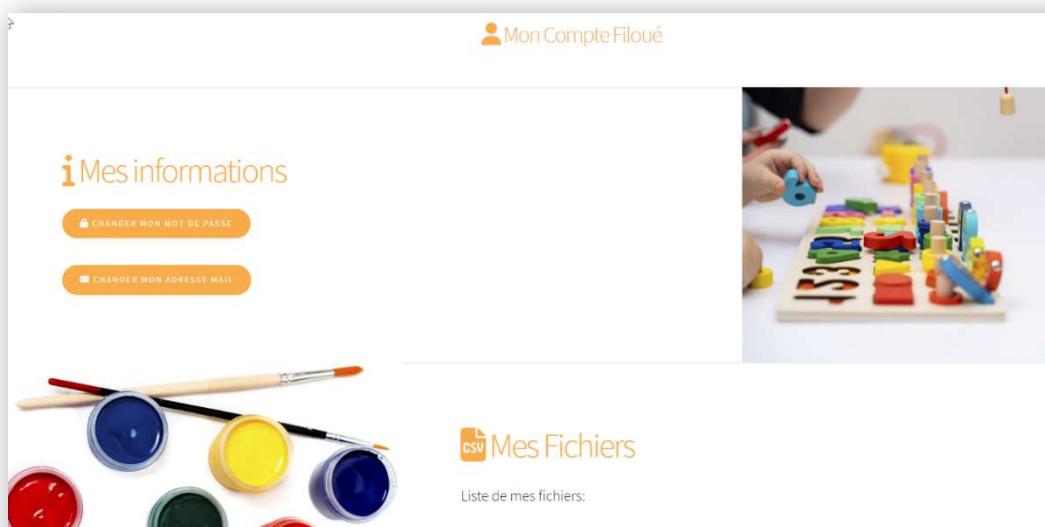 Mon Compte Filoué
Mes informations
CHANGER MON MOT DE PASSE
CHANGER MON ADRESSE MAIL
CSV Mes Fichiers
Liste de mes fichiers: